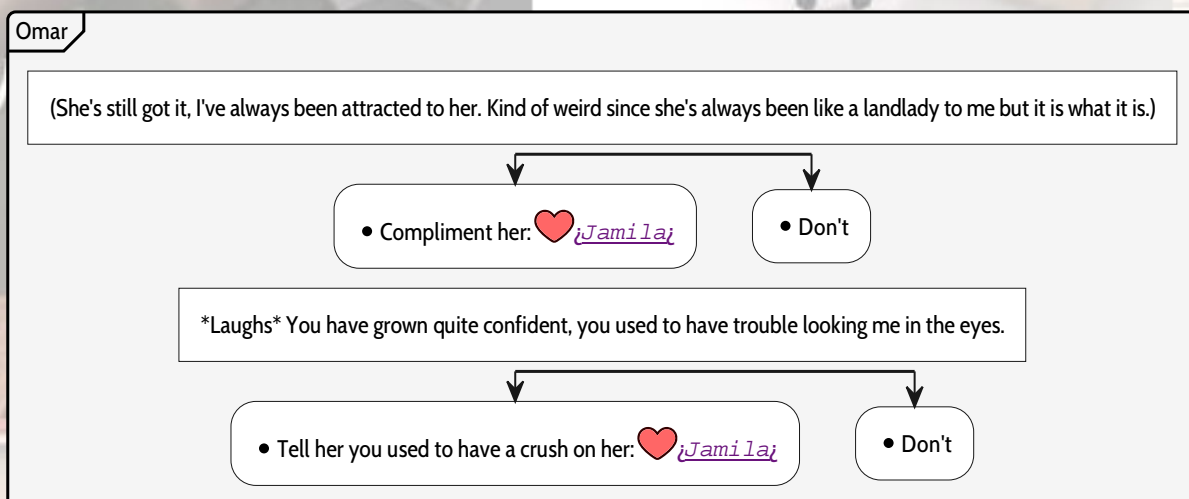 Omar
(She's still got it, I've always been attracted to her. Kind of weird since she's always been like a landlady to me but it is what it is.)
• Compliment her: ¡Jamila¡
• Don't
*Laughs* You have grown quite confident, you used to have trouble looking me in the eyes.
• Tell her you used to have a crush on her: ¡Jamila¡
• Don't